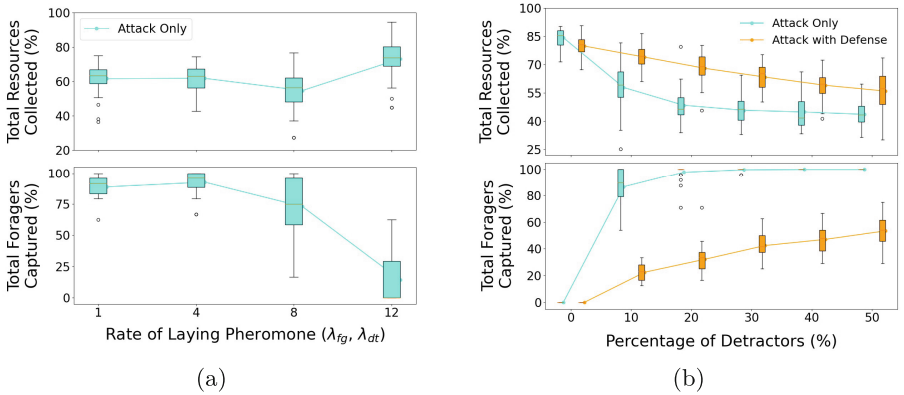 Total Resources
Collected (%)
100
80
60
40
20
Attack Only
Total Foragers
Captured (%)
100
75
50
25
0
1 4 8 12
Rate of Laying Pheromone (λfg, λdt)
(a)
Total Resources
Collected (%)
100
85
70
55
40
25
Attack Only
Attack with Defense
Total Foragers
Captured (%)
100
80
60
40
20
0
0 10 20 30 40 50
Percentage of Detractors (%)
(b)